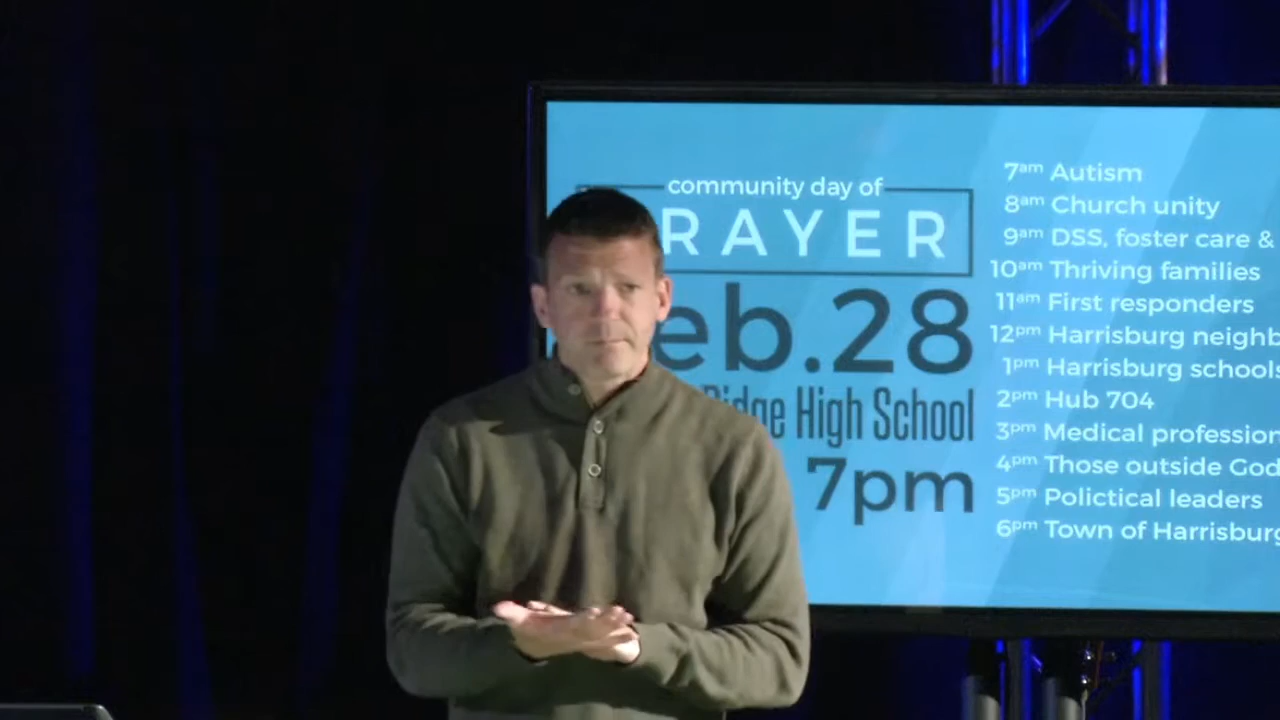 community day of
RAYER
eb.28
Ridge High School
7pm
7am Autism
8am Church unity
9am DSS, foster care &
10am Thriving families
11am First responders
12pm Harrisburg neighb
1pm Harrisburg schools
2pm Hub 704
3pm Medical profession
4pm Those outside God
5pm Polictical leaders
6pm Town of Harrisburg